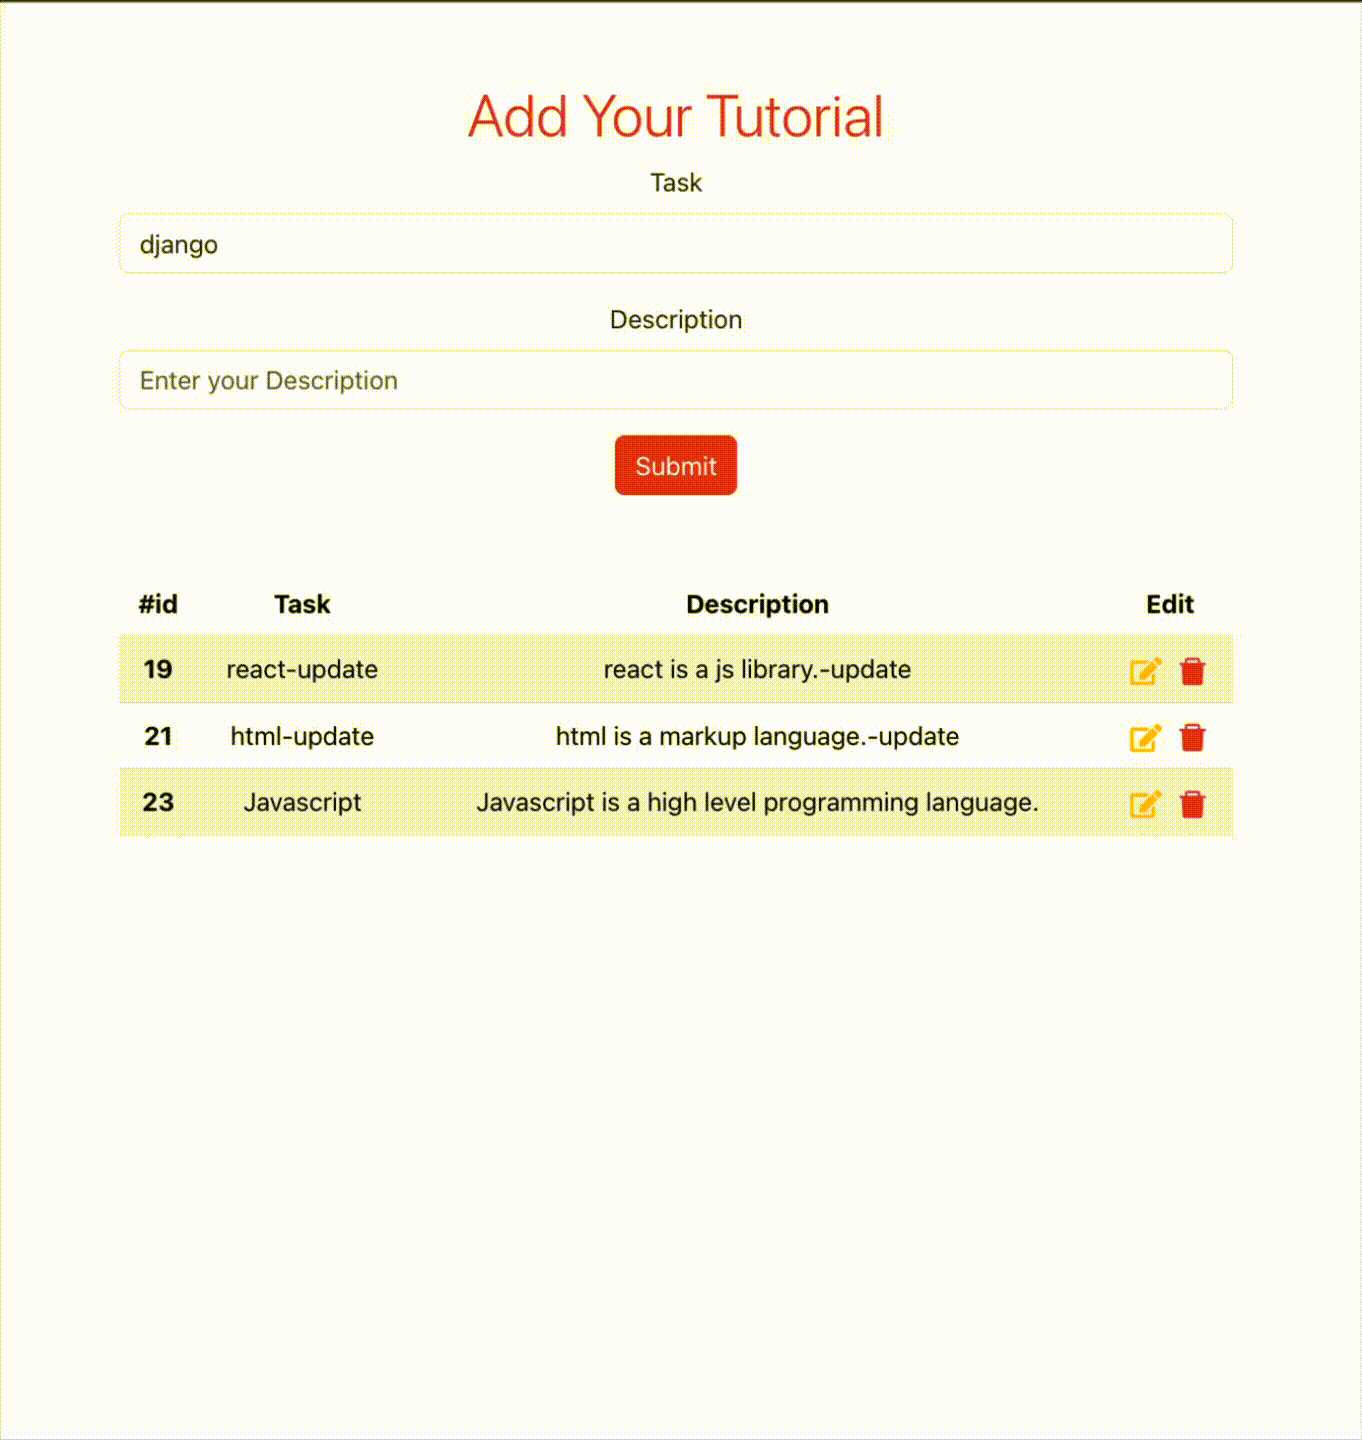 Add Your Tutorial
Task
django
Description
Enter your Description
Submit
#id Task Description Edit
19 react-update react is a js library.-update
21 html-update html is a markup language.-update
23 Javascript Javascript is a high level programming language.